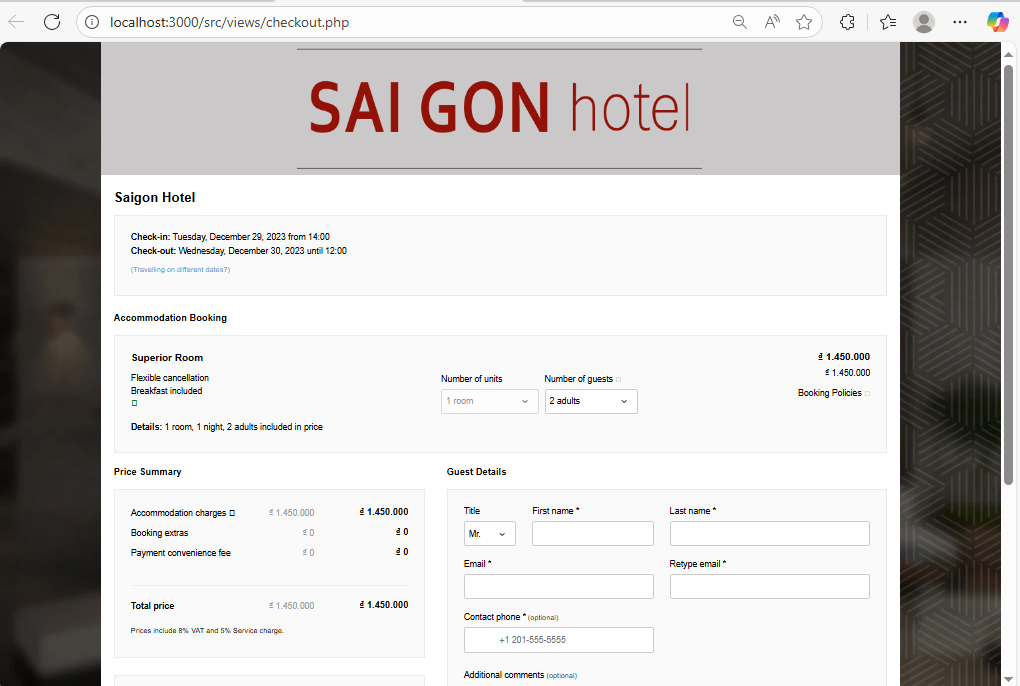 localhost:3000/src/views/checkout.php
SAI GON hotel
Saigon Hotel
Check-in: Tuesday, December 29, 2023 from 14:00
Check-out: Wednesday, December 30, 2023 until 12:00
(Travelling on different dates?)
Accommodation Booking
Superior Room
₫ 1.450.000
Flexible cancellation
Number of units
Number of guests
₫ 1.450.000
Breakfast included
1 room
2 adults
Booking Policies
Details: 1 room, 1 night, 2 adults included in price
Price Summary
Accommodation charges ₫ 1.450.000 ₫ 1.450.000
Booking extras ₫ 0 ₫ 0
Payment convenience fee ₫ 0 ₫ 0
Total price ₫ 1.450.000 ₫ 1.450.000
Prices include 8% VAT and 5% Service charge.
Guest Details
Title First name * Last name *
Mr.
Email * Retype email *
Contact phone * (optional)
+1 201-555-5555
Additional comments (optional)